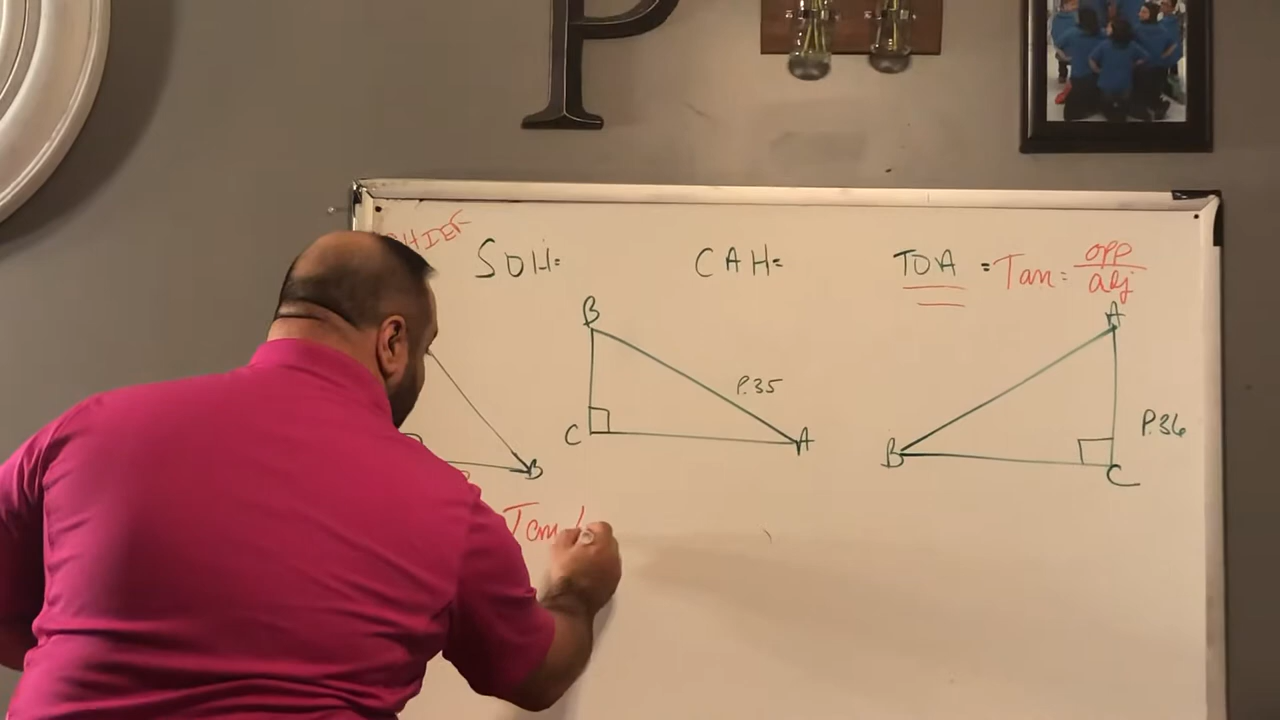 P
SOH=
CAH=
TOA = Tan = opp/adj
B
P.35
C
A
A
P.36
B
C
B
Tan